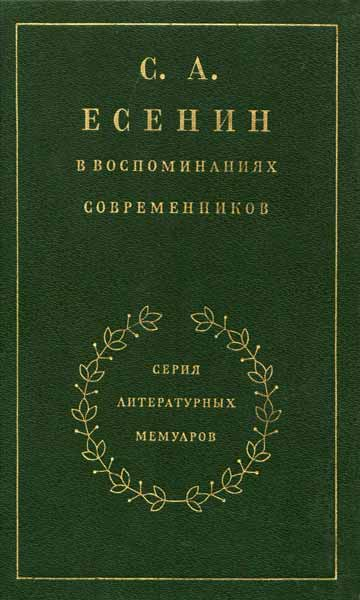 С. А.
ЕСЕНИН
В ВОСПОМИНАНИЯХ
СОВРЕМЕННИКОВ
СЕРИЯ
ЛИТЕРАТУРНЫХ
МЕМУАРОВ